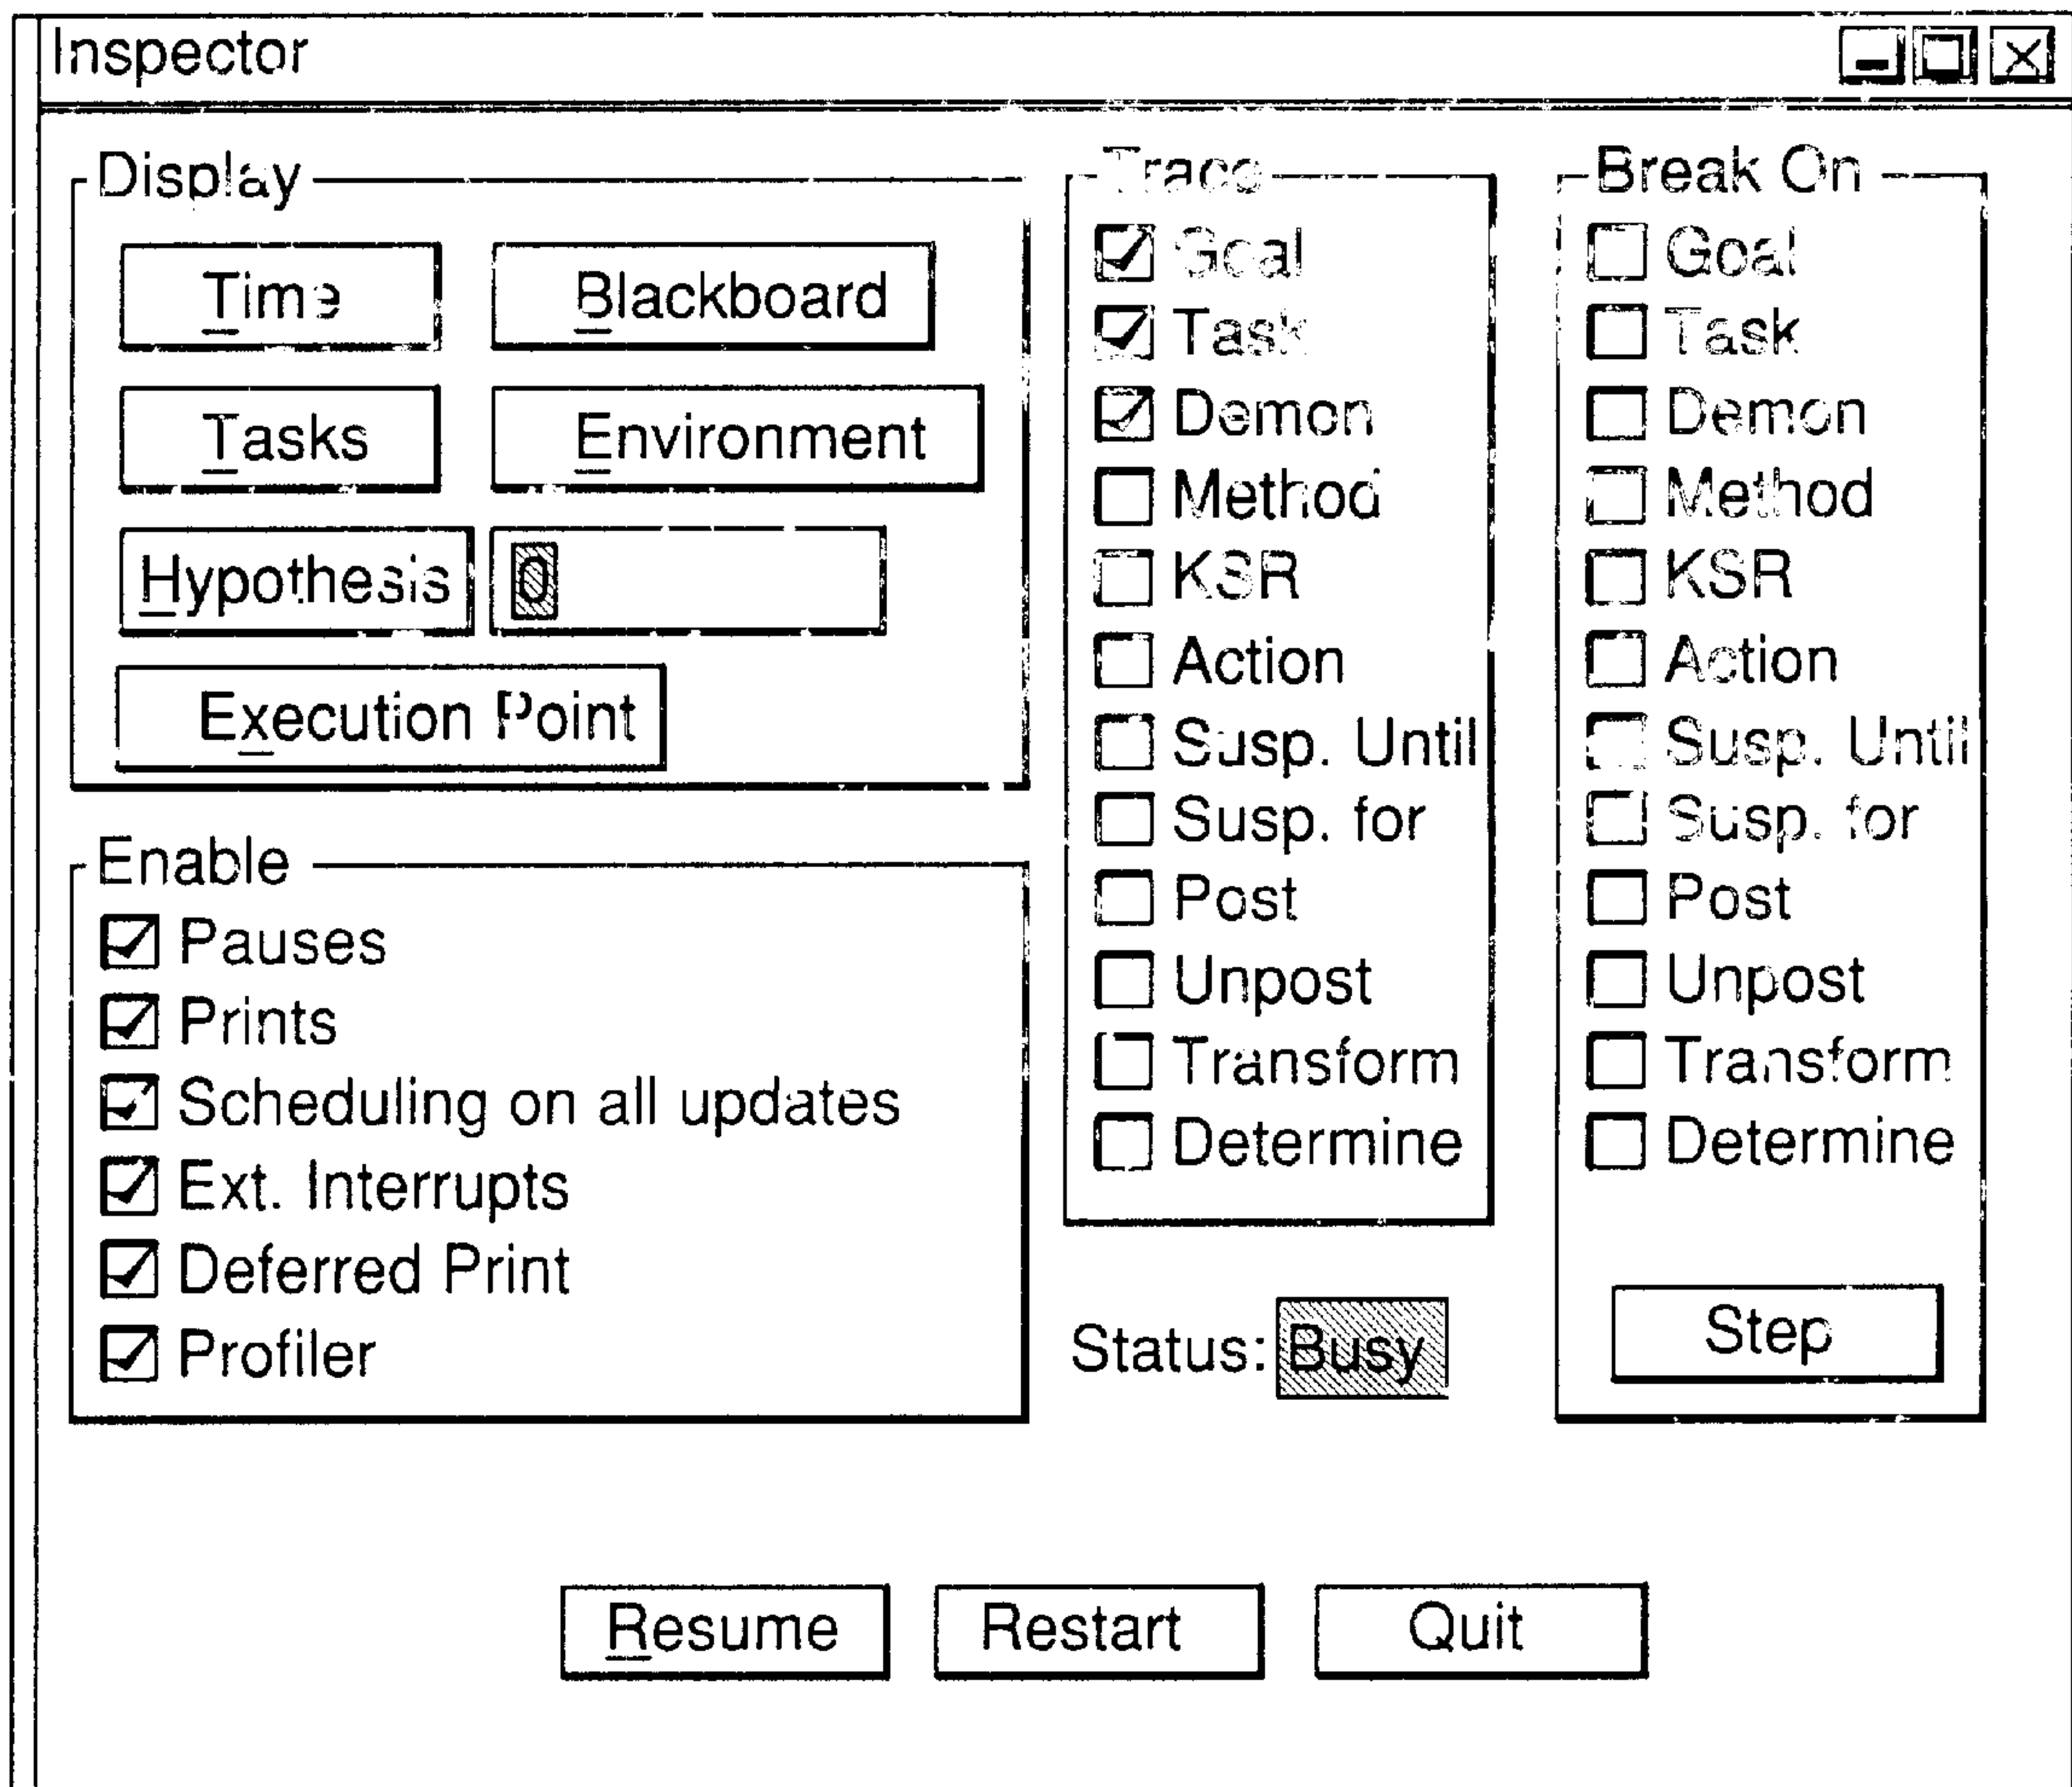 Inspector
Display
Time
Blackboard
Tasks
Environment
Hypothesis
0
Execution Point
Enable
Pauses
Prints
Scheduling on all updates
Ext. Interrupts
Deferred Print
Profiler
Trace
Goal
Task
Demon
Method
KSR
Action
Susp. Until
Susp. for
Post
Unpost
Transform
Determine
Status: Busy
Break On
Goal
Task
Demon
Method
KSR
Action
Susp. Until
Susp. for
Post
Unpost
Transform
Determine
Step
Resume
Restart
Quit